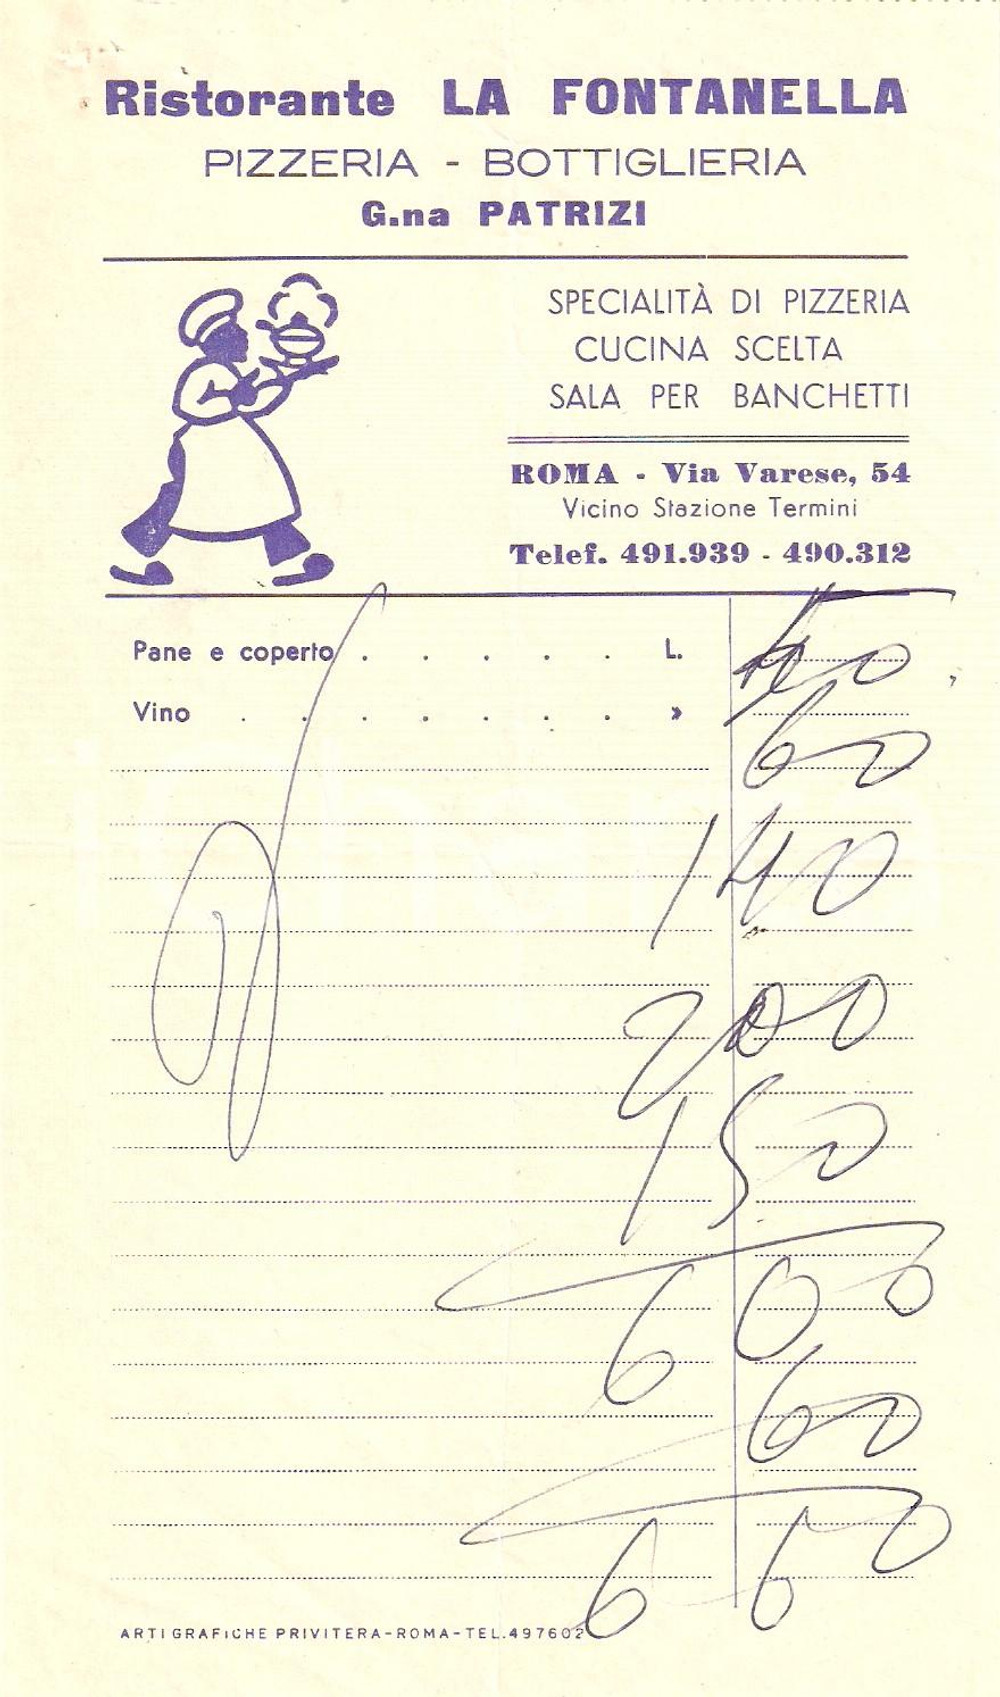 Ristorante LA FONTANELLA
PIZZERIA - BOTTIGLIERIA
G.na PATRIZI
SPECIALITÀ DI PIZZERIA
CUCINA SCELTA
SALA PER BANCHETTI
ROMA - Via Varese, 54
Vicino Stazione Termini
Telef. 491.939 - 490.312
Pane e coperto . . . . . L. 50
Vino . . . . . . . » 60
140
200
150
600
60
660
ARTI GRAFICHE PRIVITERA-ROMA-TEL.497602